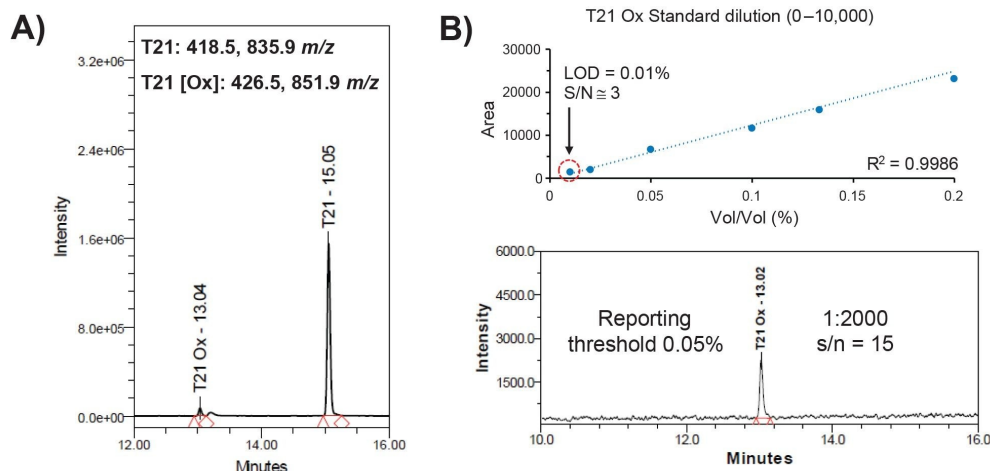 A)
T21: 418.5, 835.9 m/z
T21 [Ox]: 426.5, 851.9 m/z
3.2e+06
2.4e+06
1.6e+06
8.0e+05
0.0e+00
Intensity
T21 Ox - 13.04
T21 - 15.05
12.00 14.00 16.00
Minutes
B)
T21 Ox Standard dilution (0–10,000)
30000
20000
10000
0
Area
LOD = 0.01%
S/N ≅ 3
R² = 0.9986
0 0.05 0.1 0.15 0.2
Vol/Vol (%)
6000.0
4500.0
3000.0
1500.0
Intensity
Reporting
threshold 0.05%
T21 Ox - 13.02
1:2000
s/n = 15
10.0 12.0 14.0 16.0
Minutes